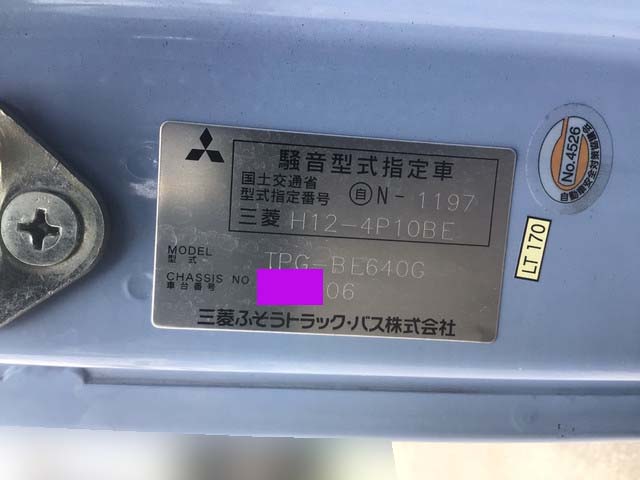 騒音型式指定車
国土交通省
型式指定番号 自 N-1197
三菱 H12-4P10BE
MODEL
型式 TPG-BE640G
CHASSIS NO
車台番号 06
三菱ふそうトラック・バス株式会社
No.4526
LT 170